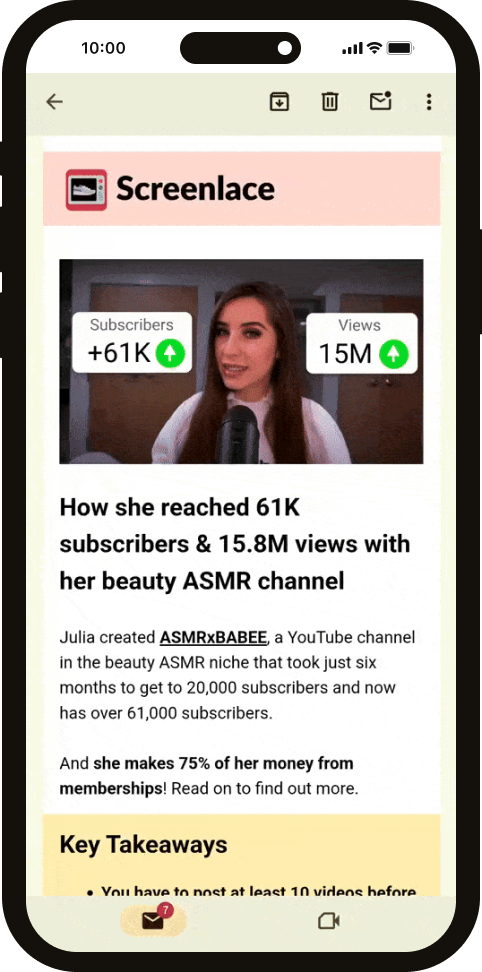 10:00
Screenlace
Subscribers
+61K
Views
15M
How she reached 61K
subscribers & 15.8M views with
her beauty ASMR channel
Julia created ASMRxBABEE, a YouTube channel
in the beauty ASMR niche that took just six
months to get to 20,000 subscribers and now
has over 61,000 subscribers.
And she makes 75% of her money from
memberships! Read on to find out more.
Key Takeaways
• You have to post at least 10 videos before
7